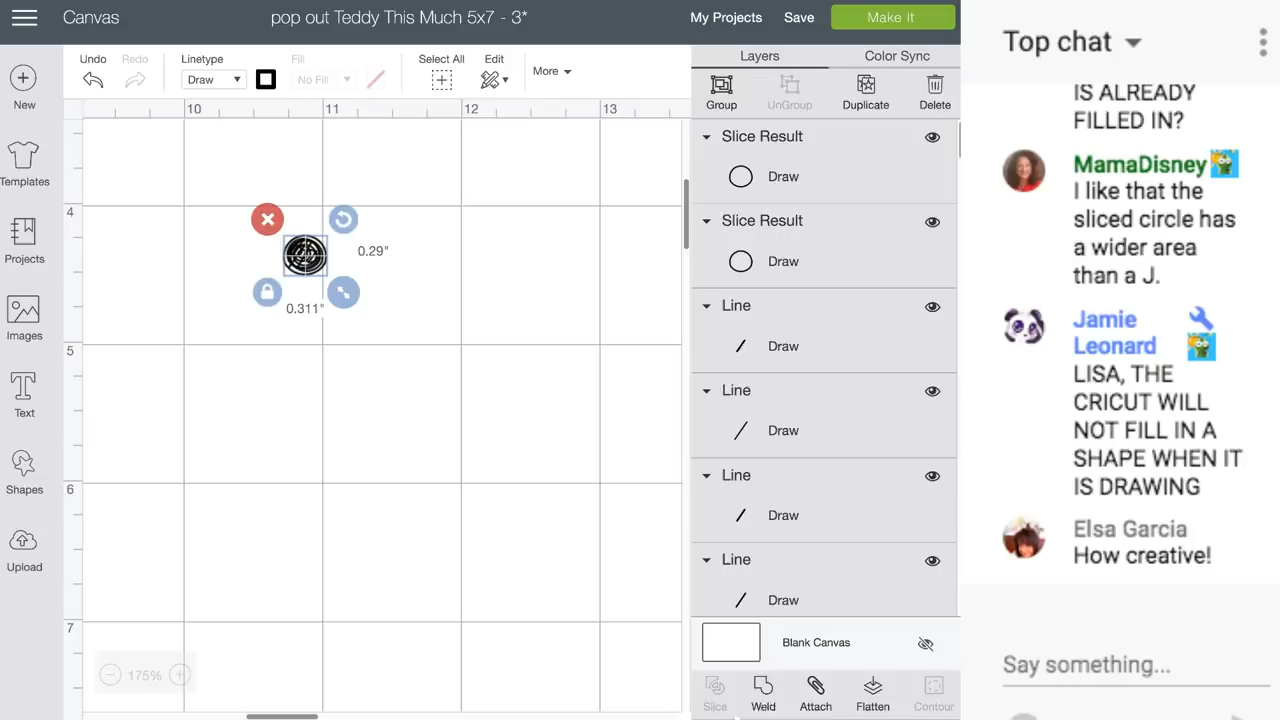 Canvas
pop out Teddy This Much 5x7 - 3*
My Projects
Save
Make It
Undo
Redo
Linetype
Draw
Fill
No Fill
Select All
Edit
More
New
Templates
Projects
Images
Text
Shapes
Upload
10
11
12
13
4
5
6
7
0.29"
0.311"
175%
Layers
Color Sync
Group
UnGroup
Duplicate
Delete
Slice Result
Draw
Slice Result
Draw
Line
Draw
Line
Draw
Line
Draw
Line
Draw
Blank Canvas
Slice
Weld
Attach
Flatten
Contour
Top chat
IS ALREADY
FILLED IN?
MamaDisney
I like that the
sliced circle has
a wider area
than a J.
Jamie
Leonard
LISA, THE
CRICUT WILL
NOT FILL IN A
SHAPE WHEN IT
IS DRAWING
Elsa Garcia
How creative!
Say something...